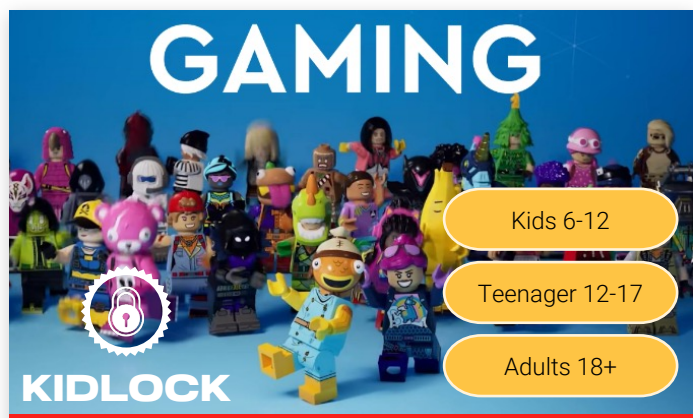 GAMING
Kids 6-12
Teenager 12-17
Adults 18+
KIDLOCK